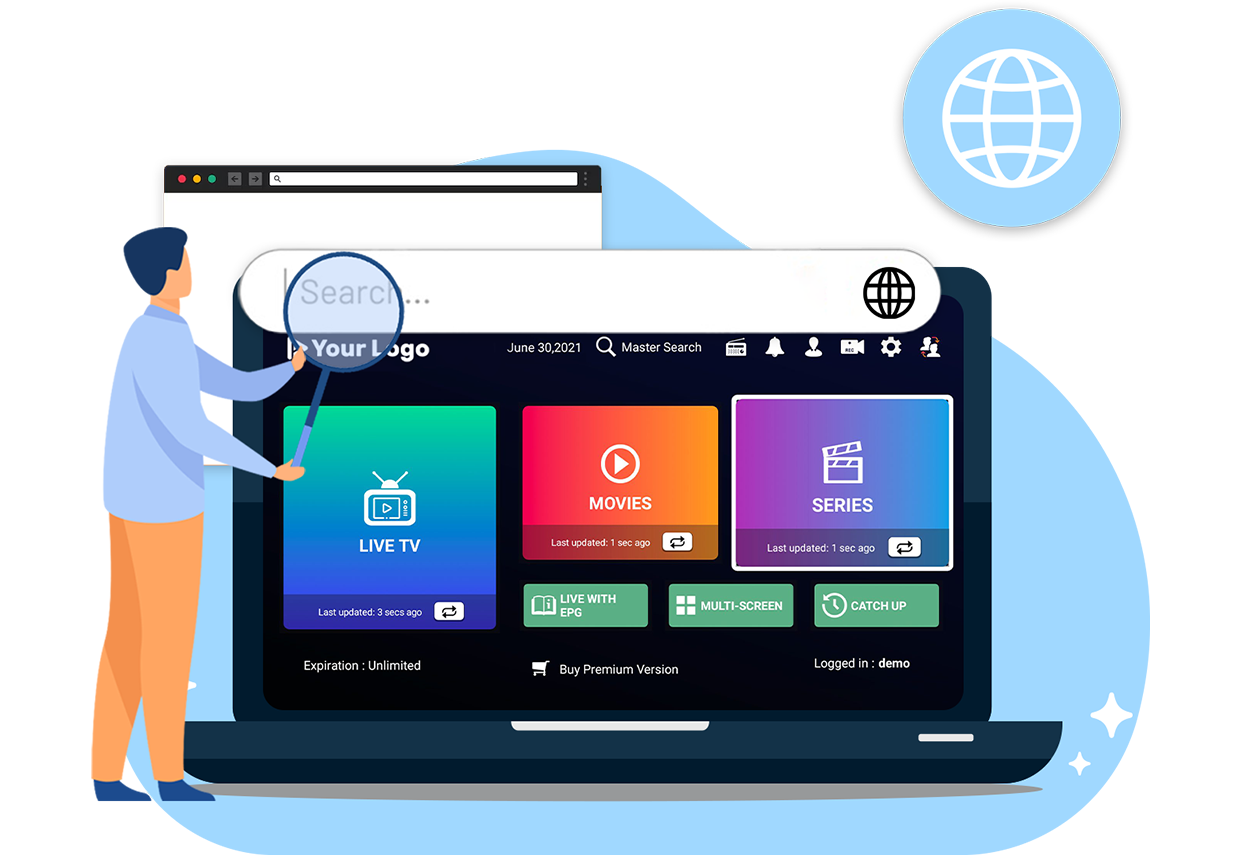 Search...
Your Logo
June 30,2021
Master Search
REC
LIVE TV
Last updated: 3 secs ago
MOVIES
Last updated: 1 sec ago
SERIES
Last updated: 1 sec ago
LIVE WITH
EPG
MULTI-SCREEN
CATCH UP
Expiration : Unlimited
Buy Premium Version
Logged in : demo